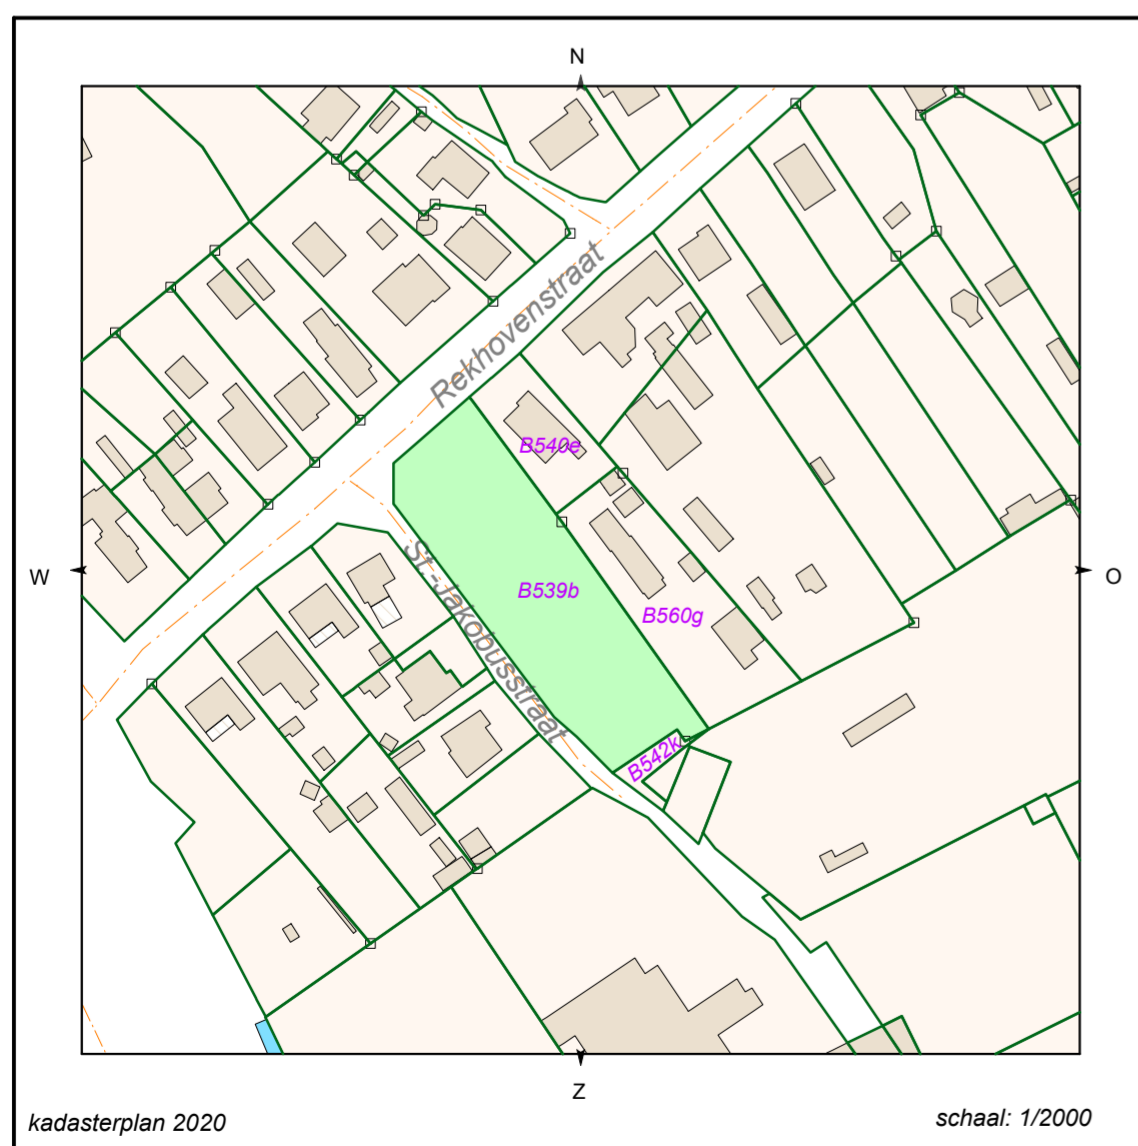 N
Rekhovenstraat
B540e
W
O
St.-Jakobusstraat
B539b
B560g
B542k
Z
kadasterplan 2020
schaal: 1/2000